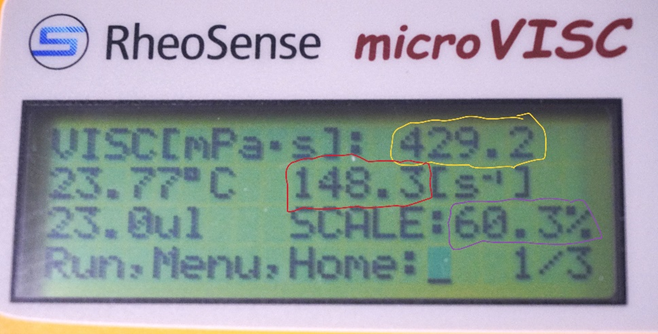 RheoSense microVISC
VISC[mPa·s]: 429.2
23.77°C 148.3[s⁻¹]
23.0ul SCALE:60.3%
Run,Menu,Home:_ 1/3